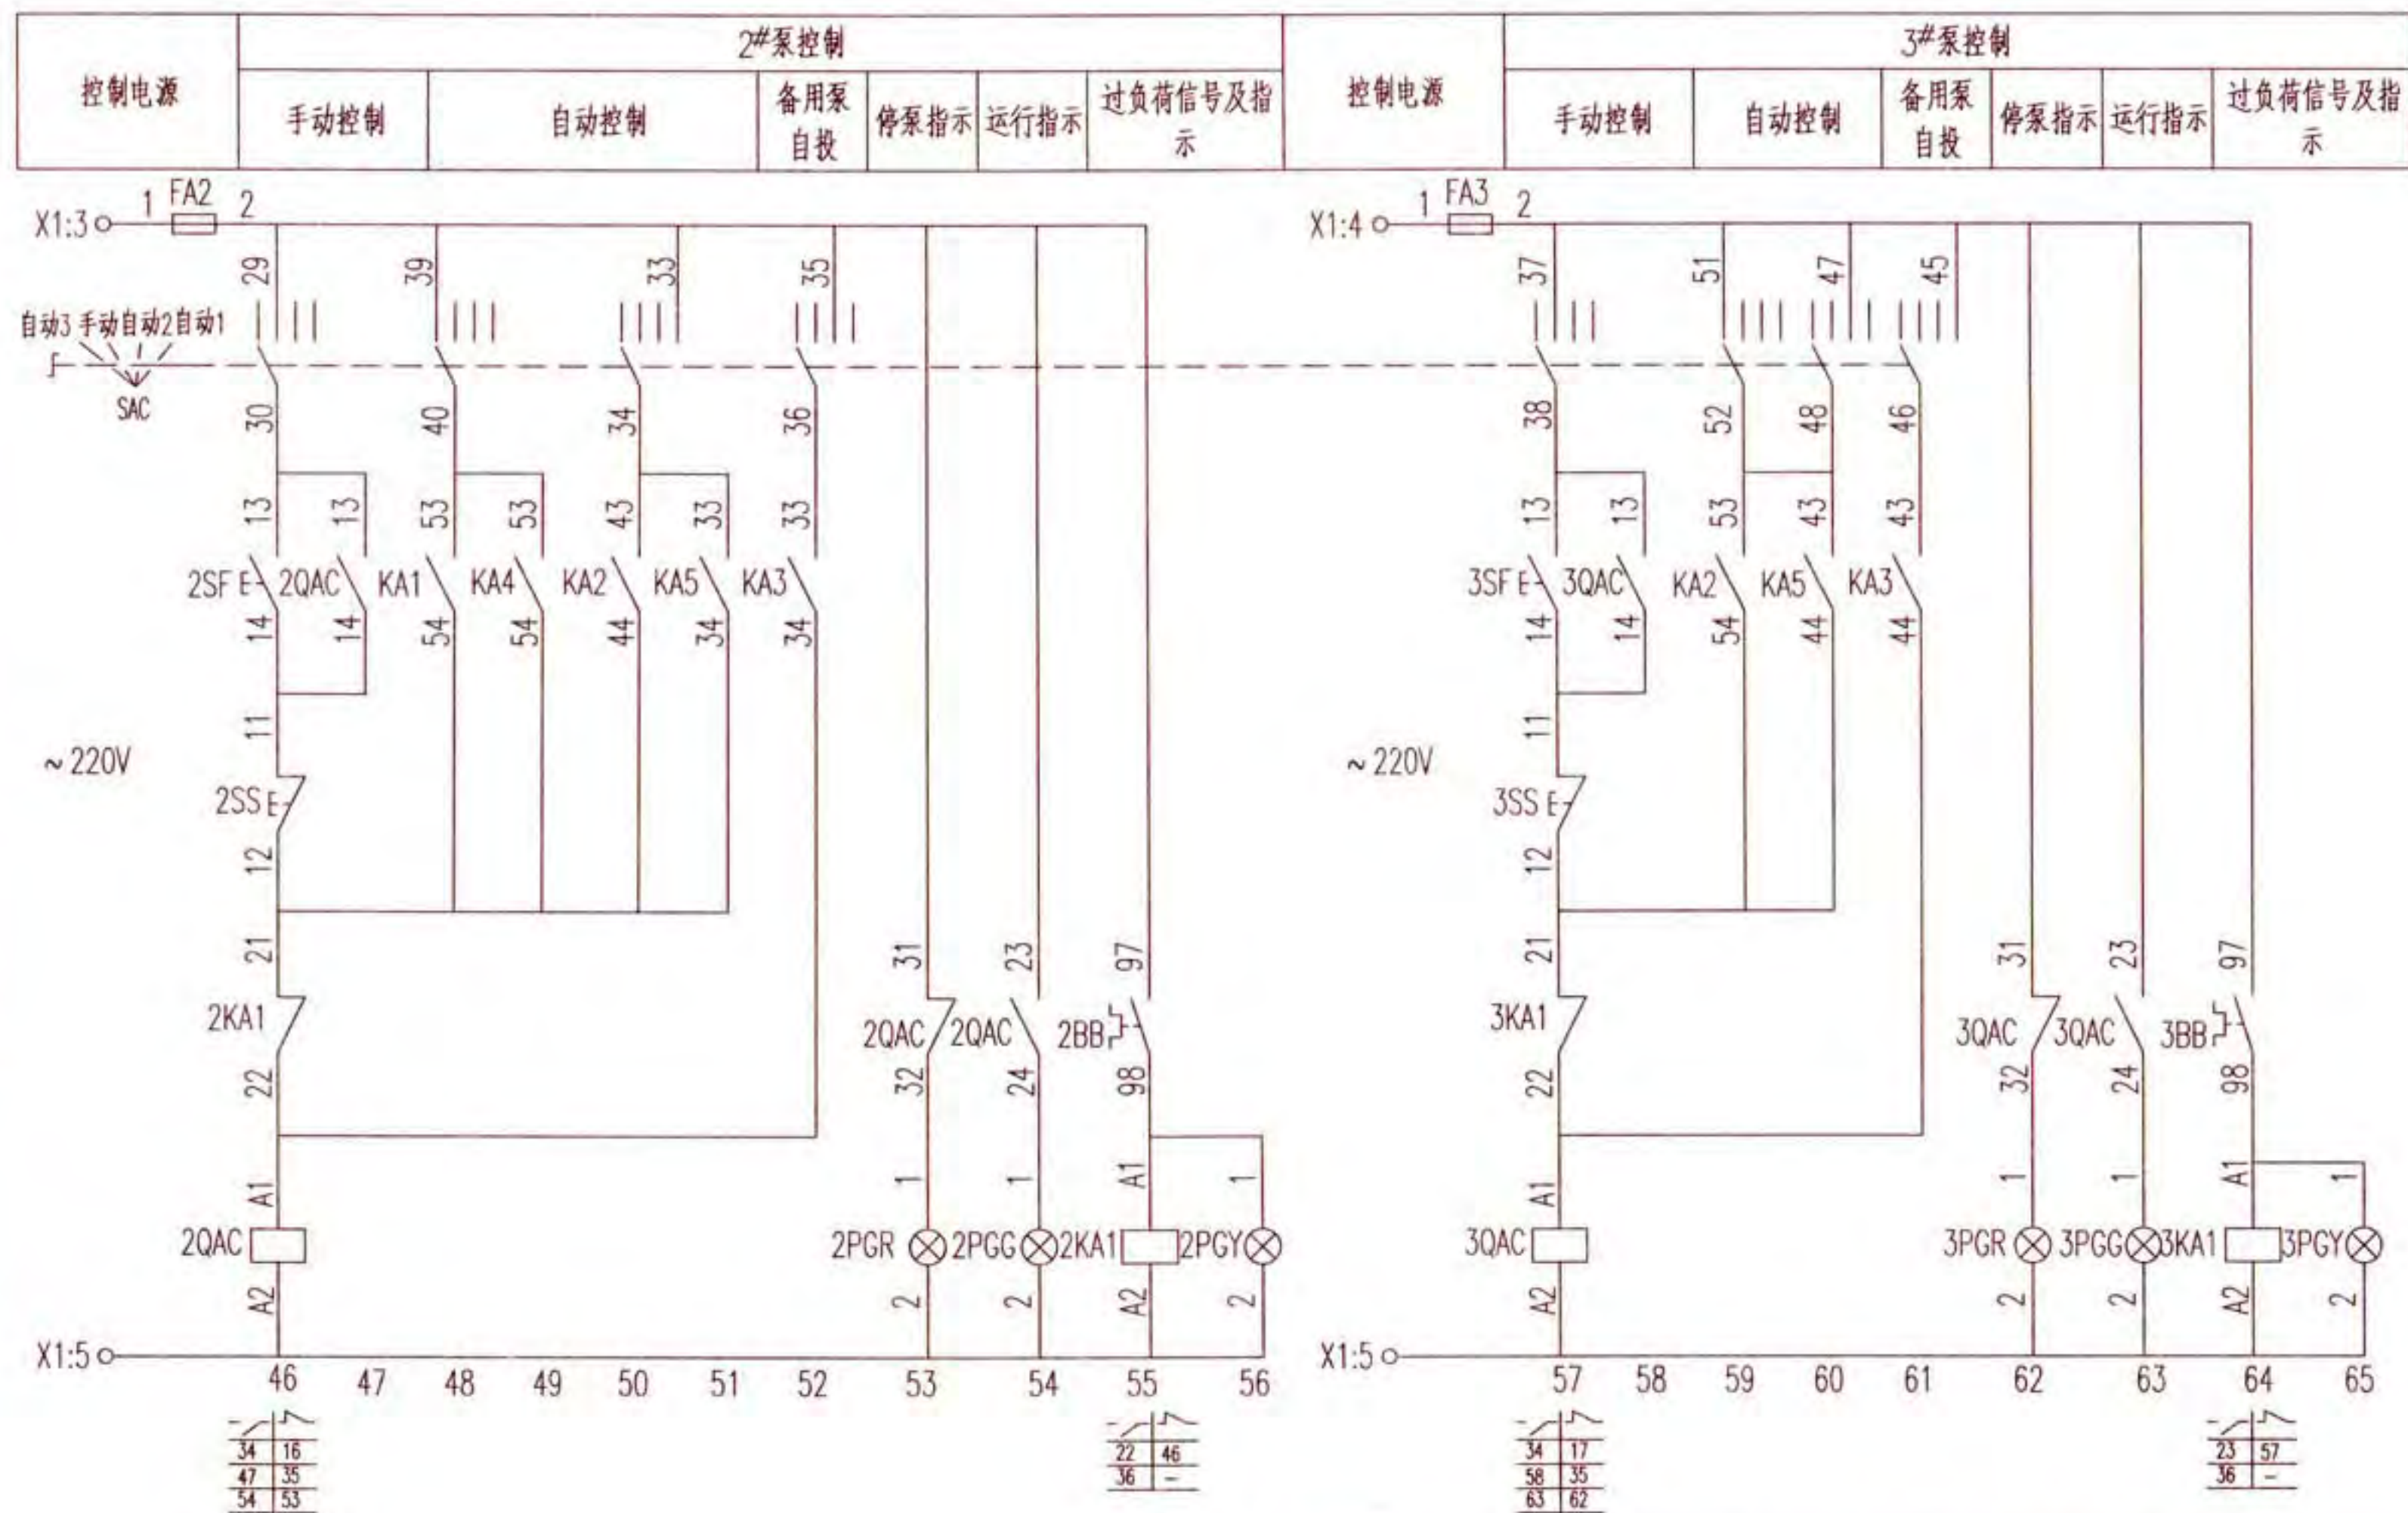 控制电源
2#泵控制
手动控制
自动控制
备用泵
自投
停泵指示
运行指示
过负荷信号及指
示
控制电源
3#泵控制
手动控制
自动控制
备用泵
自投
停泵指示
运行指示
过负荷信号及指
示
X1:3 1 FA2 2
X1:4 1 FA3 2
29 39 33 35
37 51 47 45
自动3 手动 自动2 自动1
SAC
30 40 34 36
38 52 48 46
13 13 53 53 43 33 33
13 13 53 43 43
2SF 2QAC KA1 KA4 KA2 KA5 KA3
3SF 3QAC KA2 KA5 KA3
14 14 54 54 44 34 34
14 14 54 44 44
11
11
~220V
~220V
2SS
3SS
12
12
21 31 23 97
21 31 23 97
2KA1 2QAC 2QAC 2BB
3KA1 3QAC 3QAC 3BB
22 32 24 98
22 32 24 98
A1 1 1 A1 1
A1 1 1 A1 1
2QAC 2PGR 2PGG 2KA1 2PGY
3QAC 3PGR 3PGG 3KA1 3PGY
A2 2 2 A2 2
A2 2 2 A2 2
X1:5
X1:5
46 47 48 49 50 51 52 53 54 55 56
57 58 59 60 61 62 63 64 65
34 16
47 35
54 53
22 46
36 -
34 17
58 35
63 62
23 57
36 -